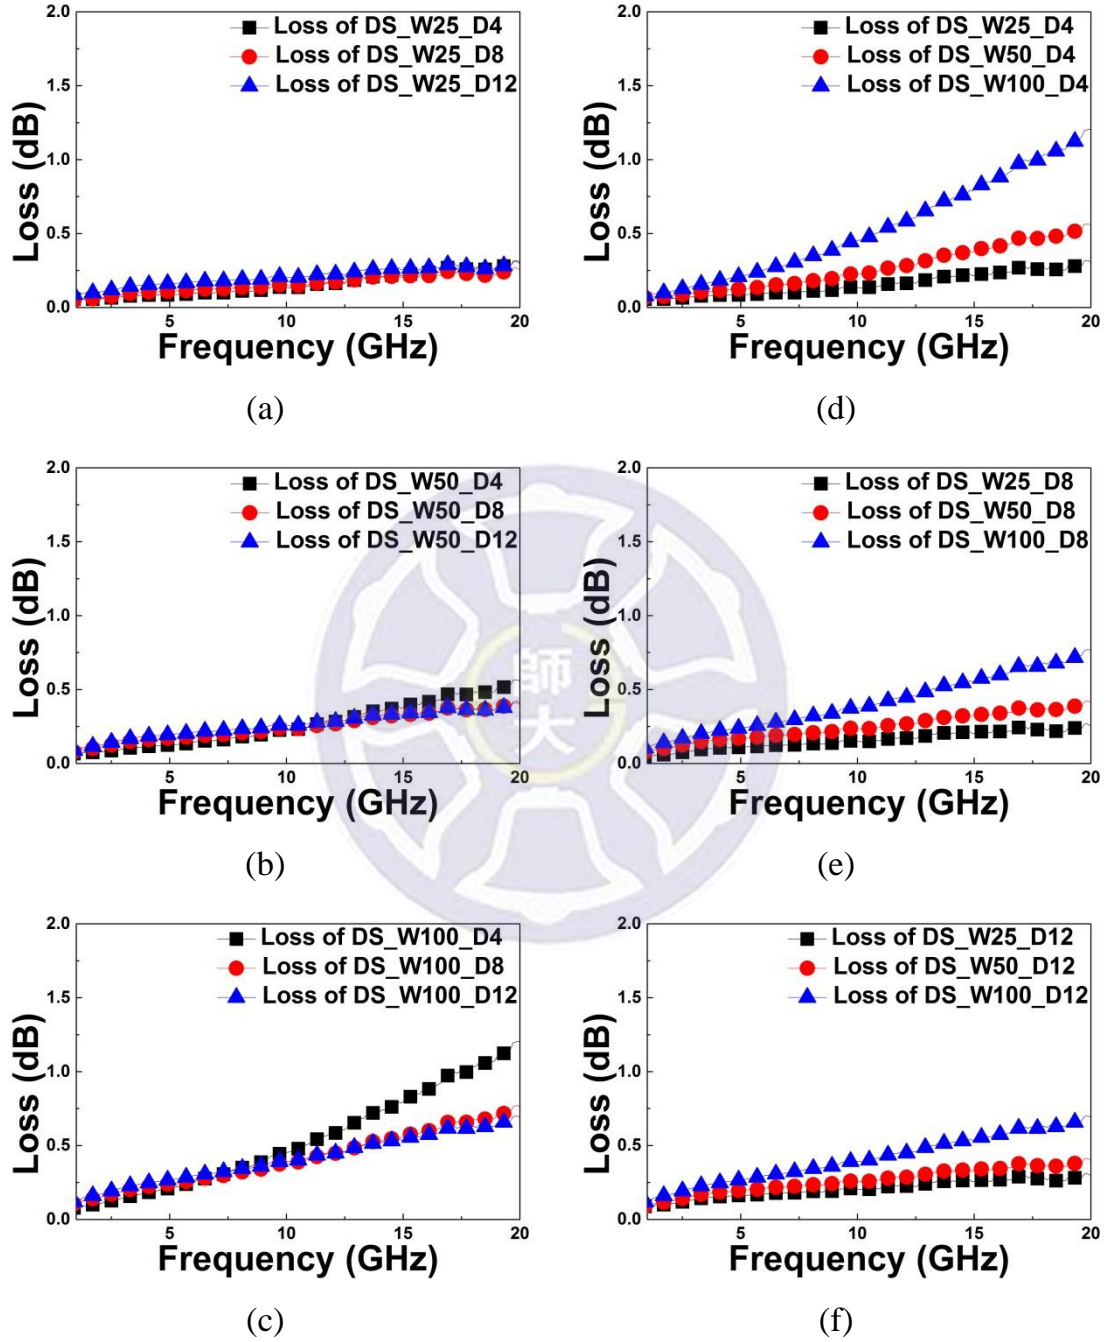 Loss of DS_W25_D4
Loss of DS_W25_D8
Loss of DS_W25_D12
2.0
1.5
1.0
0.5
0.0
Loss (dB)
5 10 15 20
Frequency (GHz)
(a)
Loss of DS_W25_D4
Loss of DS_W50_D4
Loss of DS_W100_D4
2.0
1.5
1.0
0.5
0.0
Loss (dB)
5 10 15 20
Frequency (GHz)
(d)
Loss of DS_W50_D4
Loss of DS_W50_D8
Loss of DS_W50_D12
2.0
1.5
1.0
0.5
0.0
Loss (dB)
5 10 15 20
Frequency (GHz)
(b)
Loss of DS_W25_D8
Loss of DS_W50_D8
Loss of DS_W100_D8
2.0
1.5
1.0
0.5
0.0
Loss (dB)
5 10 15 20
Frequency (GHz)
(e)
師
大
Loss of DS_W100_D4
Loss of DS_W100_D8
Loss of DS_W100_D12
2.0
1.5
1.0
0.5
0.0
Loss (dB)
5 10 15 20
Frequency (GHz)
(c)
Loss of DS_W25_D12
Loss of DS_W50_D12
Loss of DS_W100_D12
2.0
1.5
1.0
0.5
0.0
Loss (dB)
5 10 15 20
Frequency (GHz)
(f)